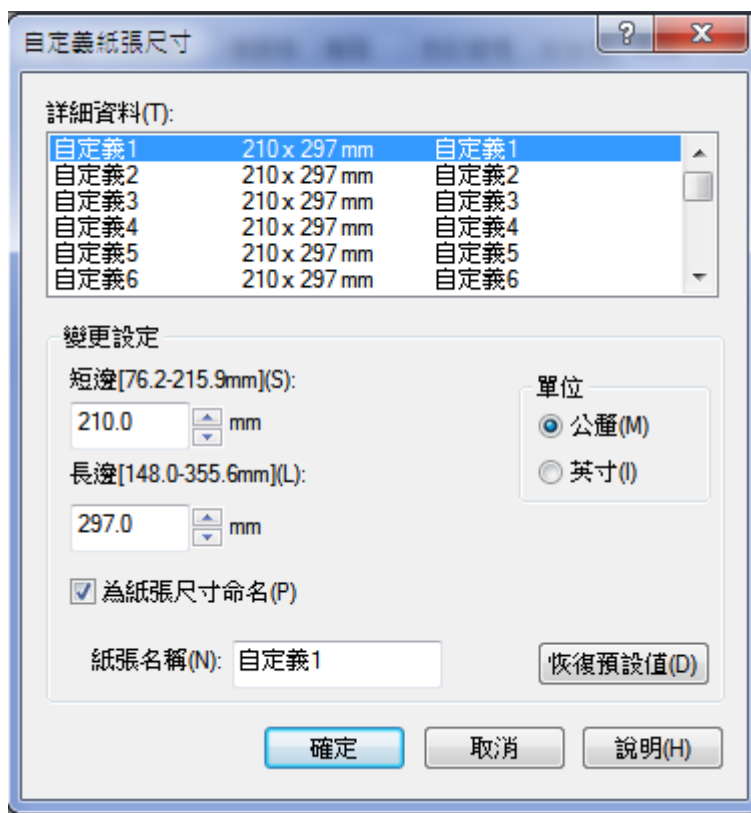 自定義紙張尺寸
詳細資料(T):
自定義1 210 x 297 mm 自定義1
自定義2 210 x 297 mm 自定義2
自定義3 210 x 297 mm 自定義3
自定義4 210 x 297 mm 自定義4
自定義5 210 x 297 mm 自定義5
自定義6 210 x 297 mm 自定義6
變更設定
短邊[76.2-215.9mm](S):
210.0 mm
長邊[148.0-355.6mm](L):
297.0 mm
單位
公釐(M)
英寸(I)
為紙張尺寸命名(P)
紙張名稱(N): 自定義1
恢復預設值(D)
確定 取消 說明(H)